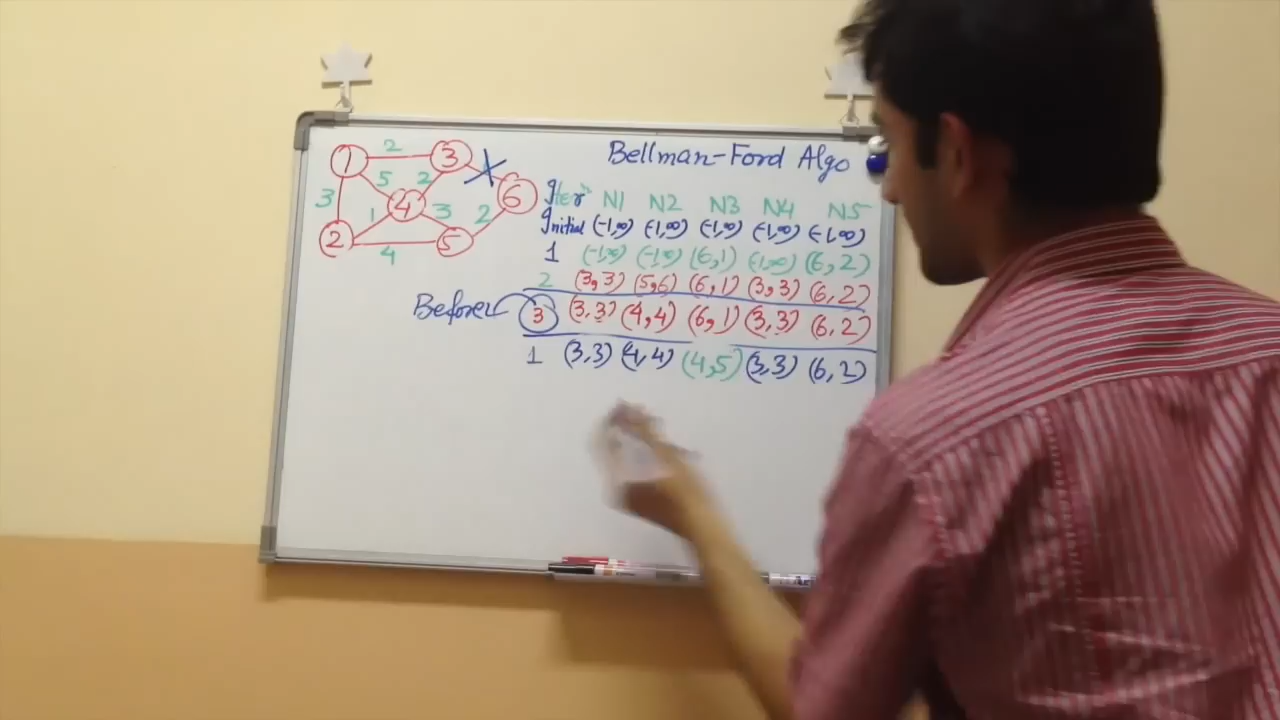 Bellman-Ford Algo
1 2 3
3 5 2 6
4 3 2
1
2 4 5
Iter N1 N2 N3 N4 N5
Initial (-1,∞) (-1,∞) (-1,∞) (-1,∞) (-1,∞)
1 (-1,∞) (-1,∞) (6,1) (-1,∞) (6,2)
2 (3,3) (5,6) (6,1) (3,3) (6,2)
Before 3 (3,3) (4,4) (6,1) (3,3) (6,2)
1 (3,3) (4,4) (4,5) (3,3) (6,2)